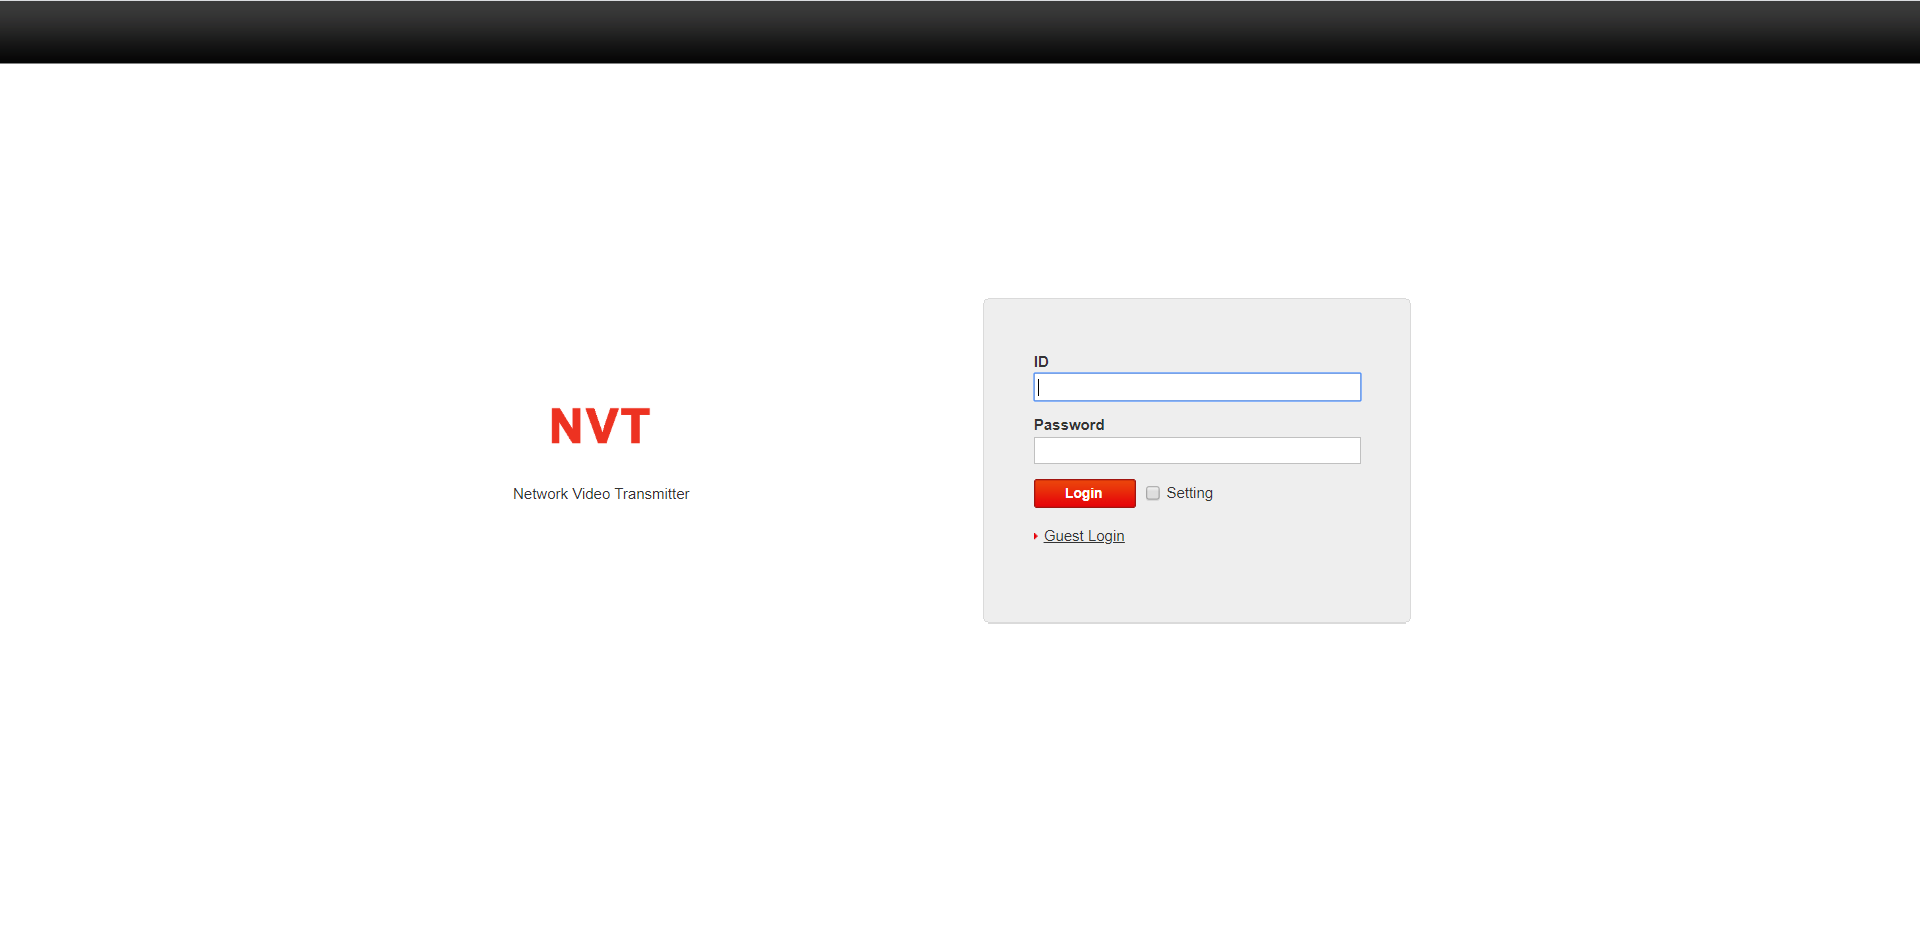 NVT
Network Video Transmitter
ID
Password
Login
Setting
Guest Login